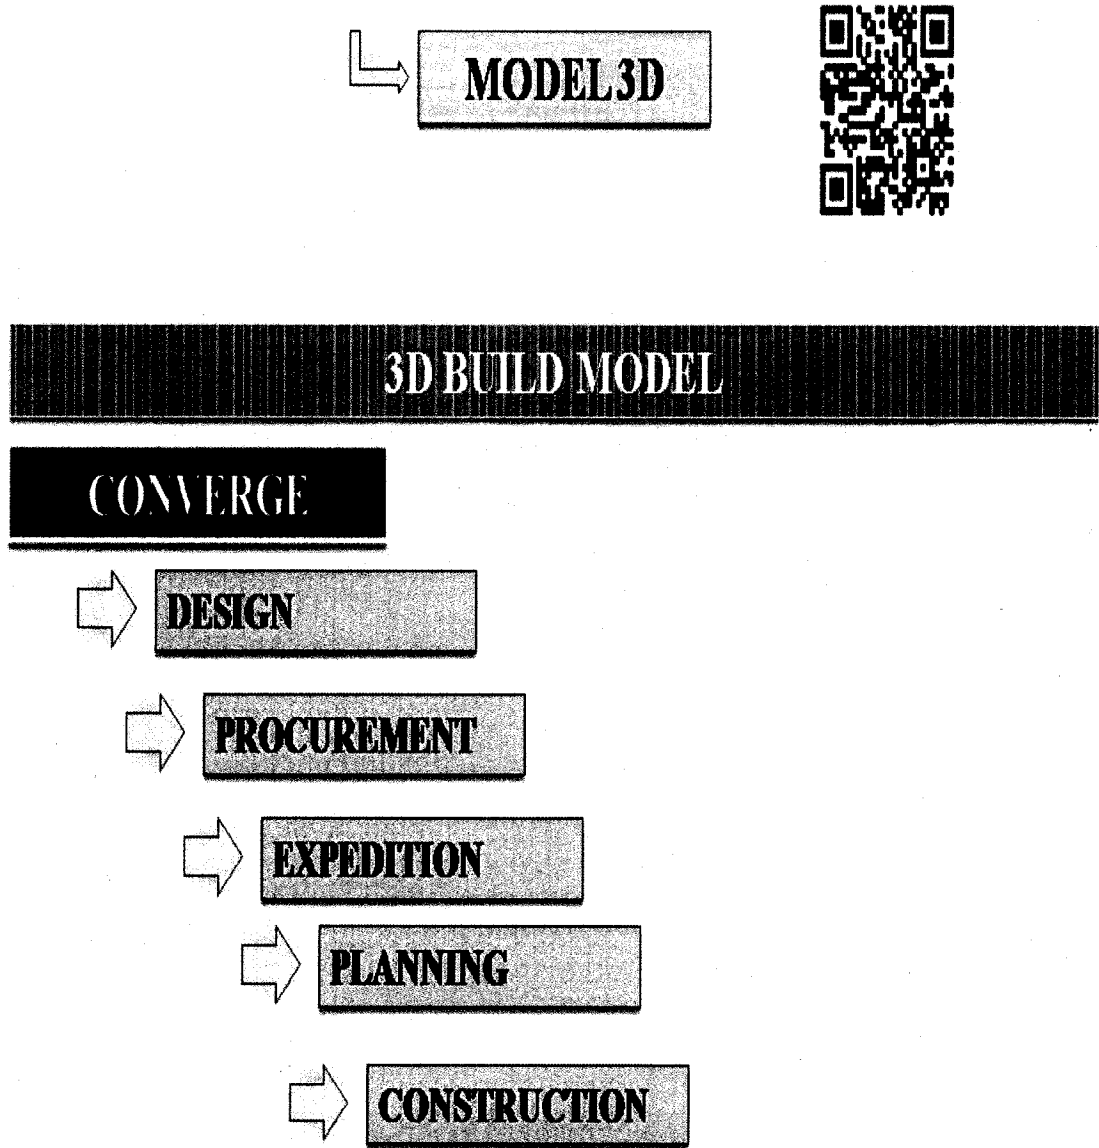 MODEL 3D
3D BUILD MODEL
CONVERGE
DESIGN
PROCUREMENT
EXPEDITION
PLANNING
CONSTRUCTION